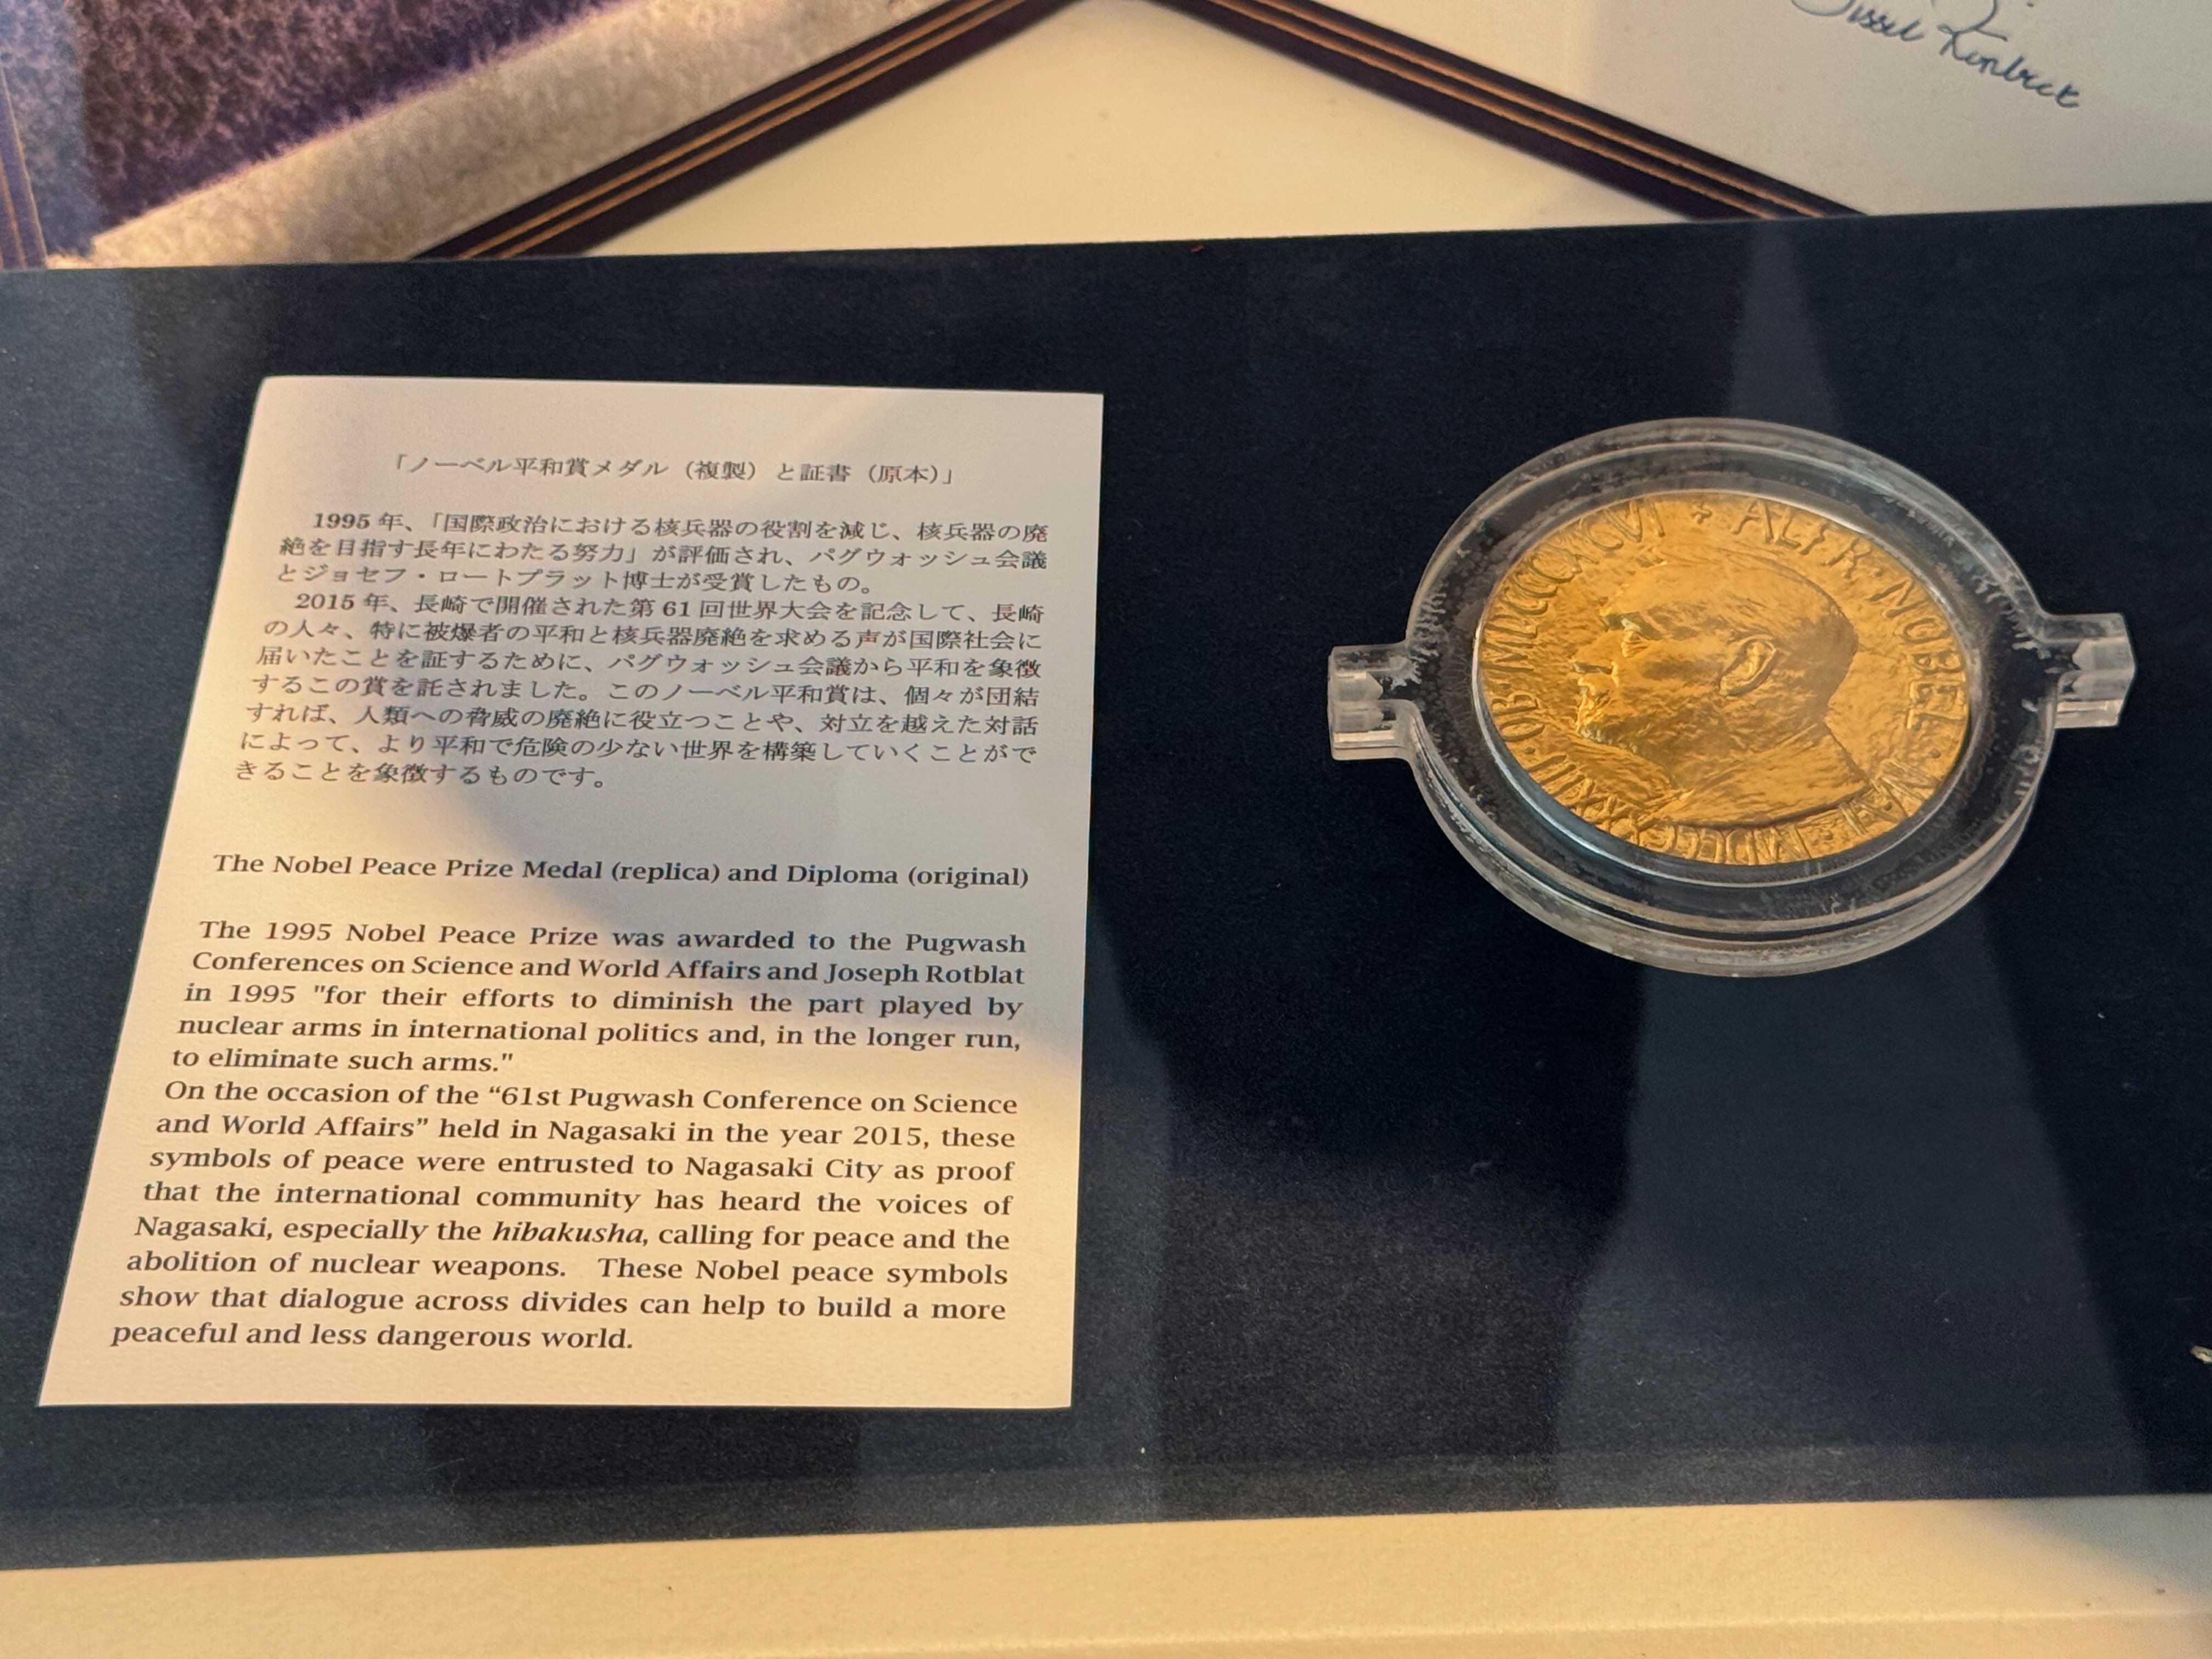 Sissel Rønbeck
「ノーベル平和賞メダル（複製）と証書（原本）」
1995 年、「国際政治における核兵器の役割を減じ、核兵器の廃
絶を目指す長年にわたる努力」が評価され、パグウォッシュ会議
とジョセフ・ロートブラット博士が受賞したもの。
2015 年、長崎で開催された第 61 回世界大会を記念して、長崎
の人々、特に被爆者の平和と核兵器廃絶を求める声が国際社会に
届いたことを証するために、パグウォッシュ会議から平和を象徴
するこの賞を託されました。このノーベル平和賞は、個々が団結
すれば、人類への脅威の廃絶に役立つことや、対立を越えた対話
によって、より平和で危険の少ない世界を構築していくことがで
きることを象徴するものです。
The Nobel Peace Prize Medal (replica) and Diploma (original)
The 1995 Nobel Peace Prize was awarded to the Pugwash
Conferences on Science and World Affairs and Joseph Rotblat
in 1995 "for their efforts to diminish the part played by
nuclear arms in international politics and, in the longer run,
to eliminate such arms."
On the occasion of the “61st Pugwash Conference on Science
and World Affairs” held in Nagasaki in the year 2015, these
symbols of peace were entrusted to Nagasaki City as proof
that the international community has heard the voices of
Nagasaki, especially the hibakusha, calling for peace and the
abolition of nuclear weapons. These Nobel peace symbols
show that dialogue across divides can help to build a more
peaceful and less dangerous world.
ALFR· NOBEL· NAT· MDCCCXXXIII· OB· MDCCCXCVI